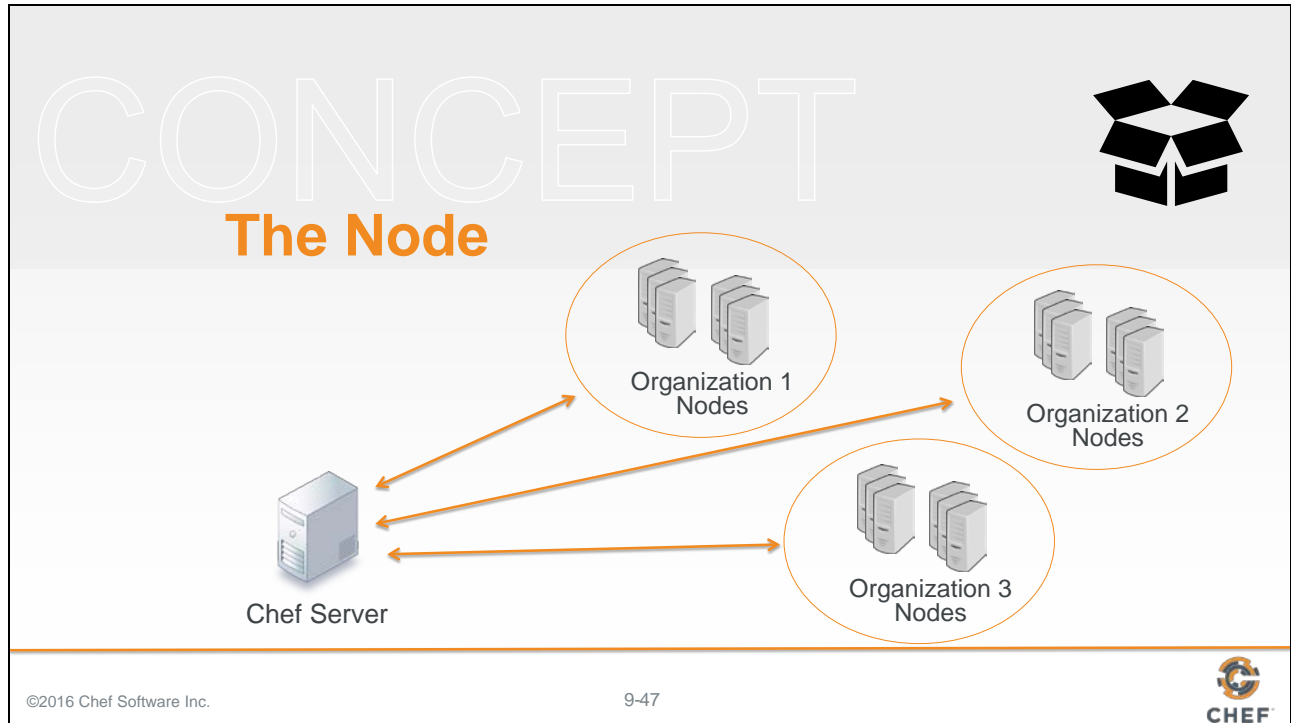 CONCEPT
The Node
Organization 1
Nodes
Organization 2
Nodes
Organization 3
Nodes
Chef Server
©2016 Chef Software Inc.
9-47
CHEF